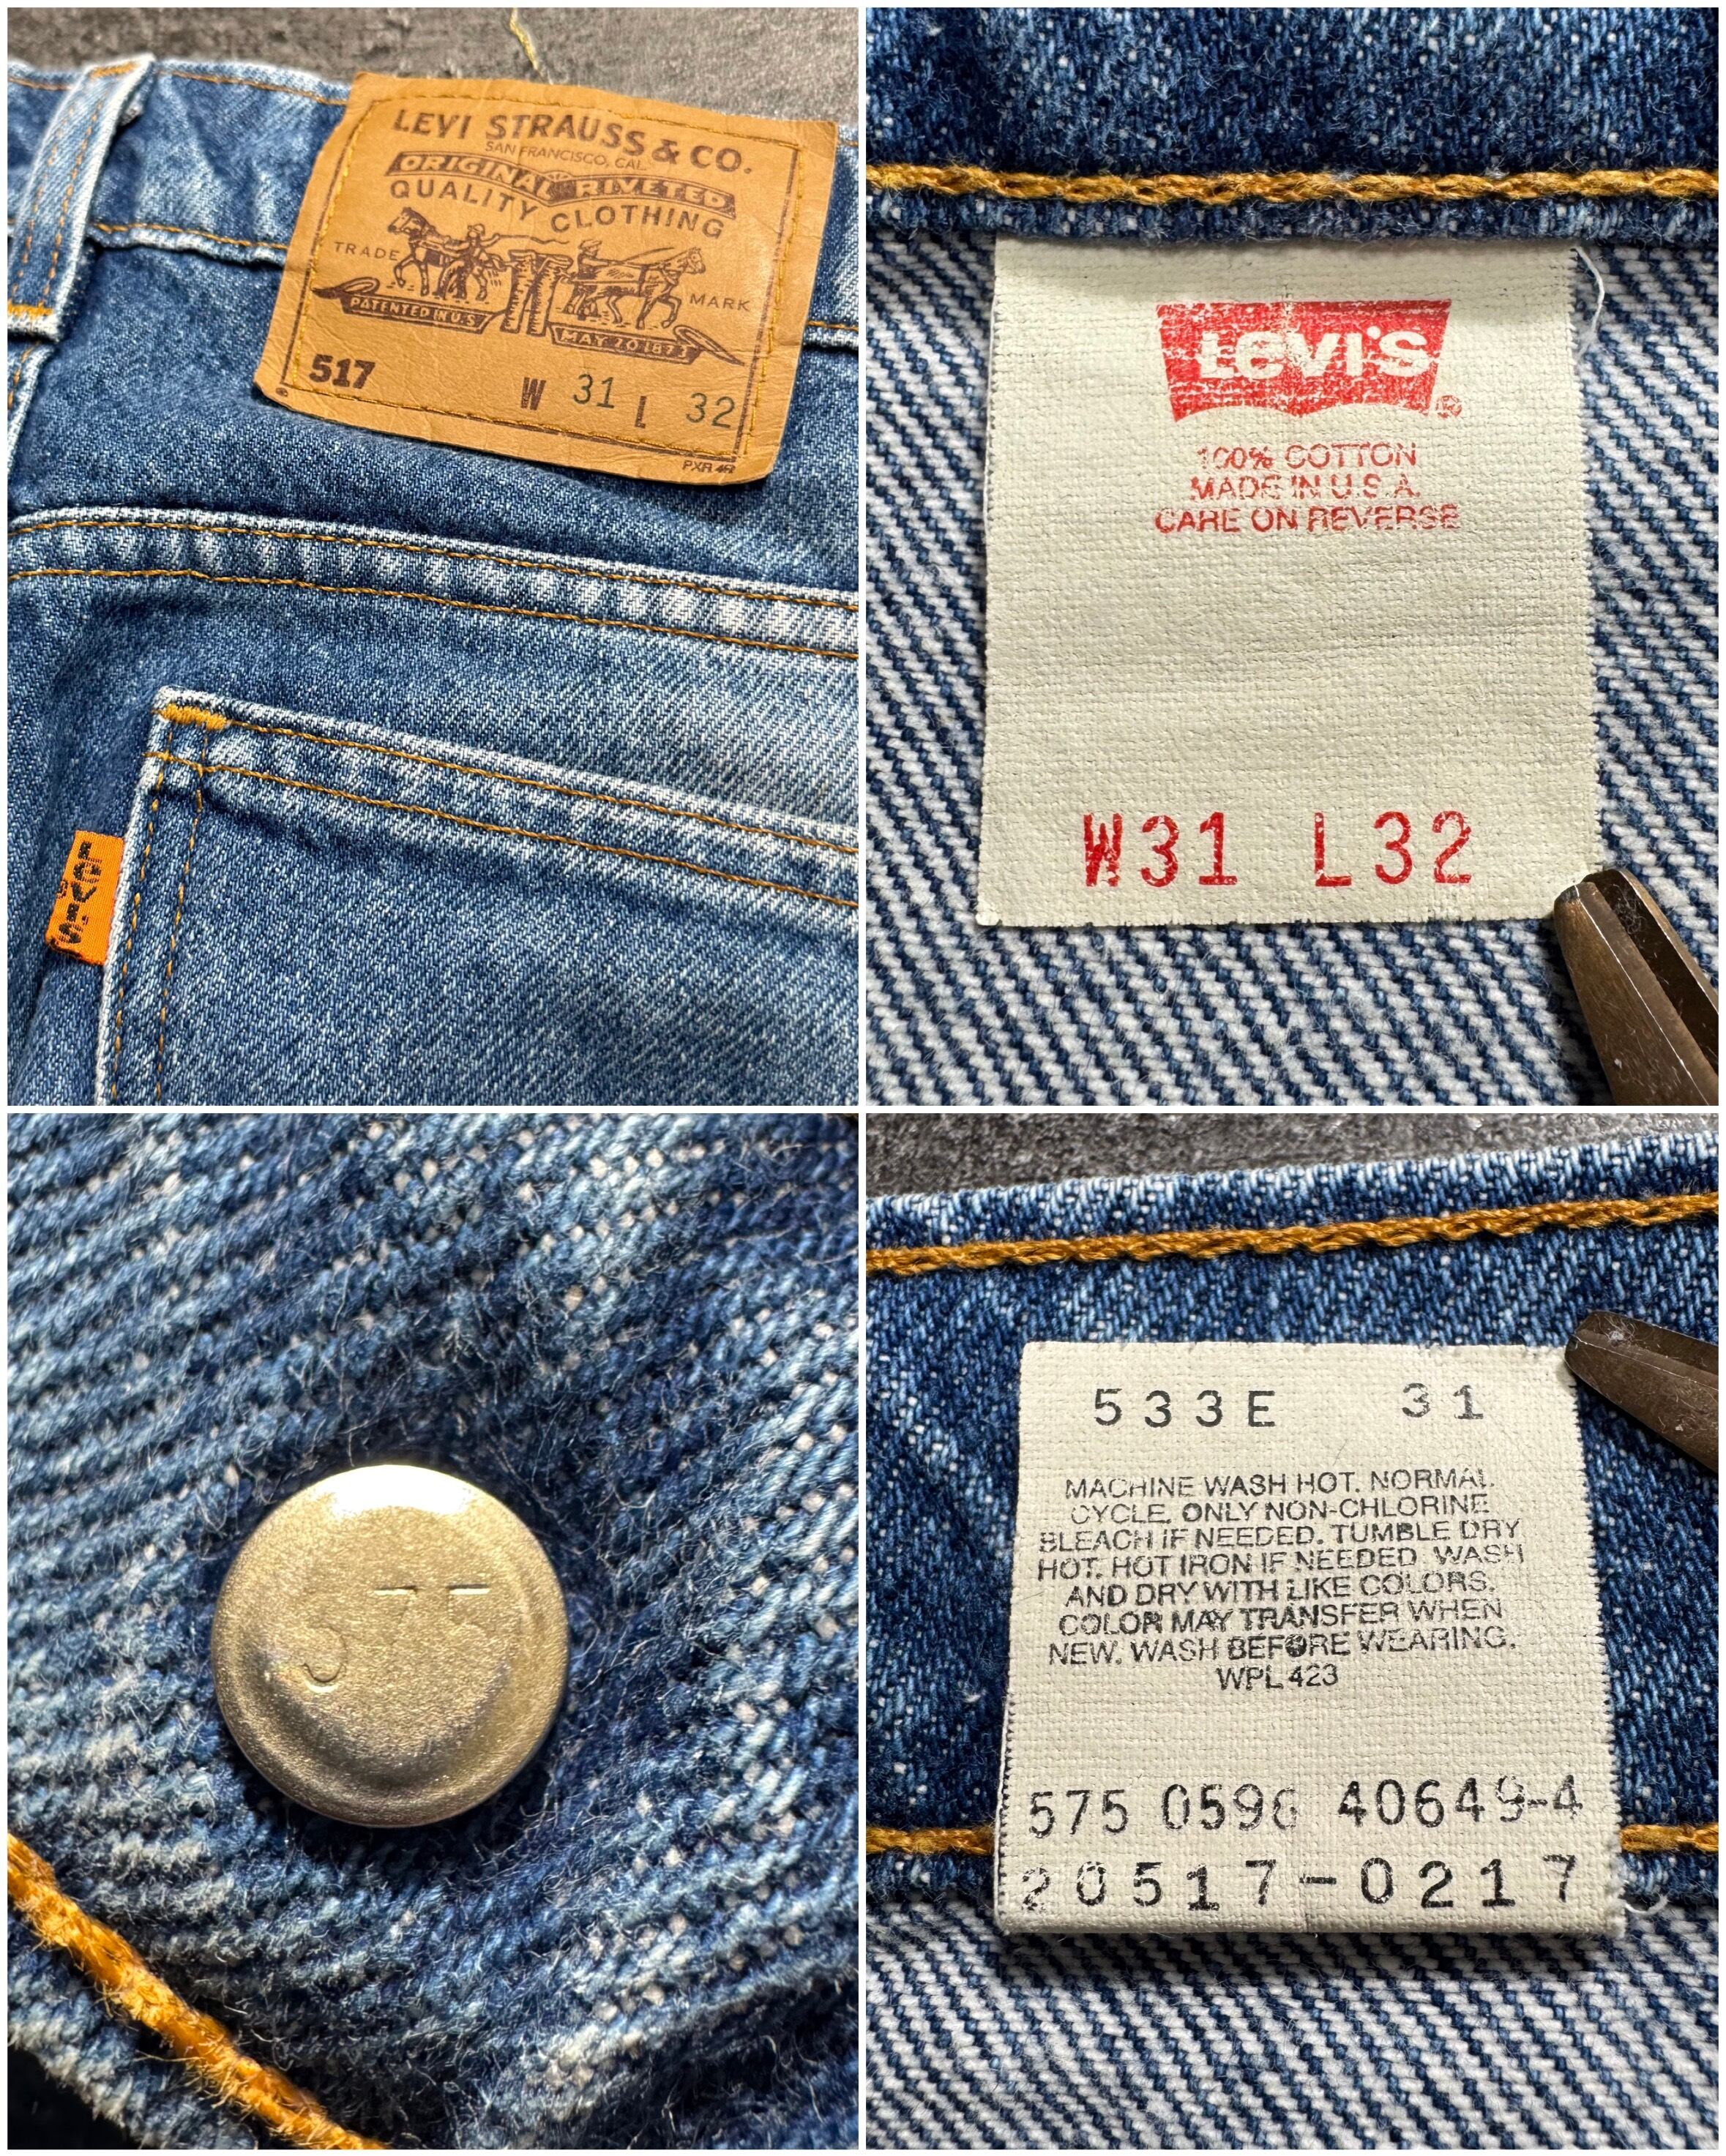 LEVI STRAUSS & CO.
SAN FRANCISCO, CAL.
ORIGINAL RIVETED
QUALITY CLOTHING
TRADE MARK
PATENTED IN U.S.
MAY 20 1873
517
W 31 L 32
LEVI'S
®
LEVI'S®
100% COTTON
MADE IN U.S.A.
CARE ON REVERSE
W31 L32
575
533E 31
MACHINE WASH HOT. NORMAL
CYCLE. ONLY NON-CHLORINE
BLEACH IF NEEDED. TUMBLE DRY
HOT. HOT IRON IF NEEDED. WASH
AND DRY WITH LIKE COLORS.
COLOR MAY TRANSFER WHEN
NEW. WASH BEFORE WEARING.
WPL 423
575 0596 40649-4
20517-0217